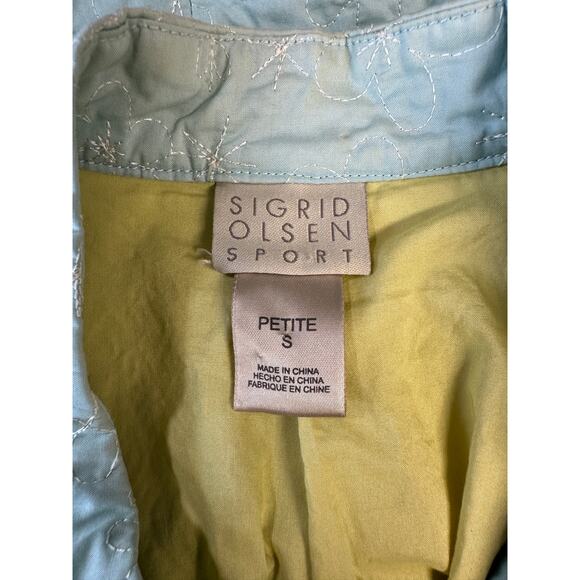 SIGRID
OLSEN
SPORT
PETITE
S
MADE IN CHINA
HECHO EN CHINA
FABRIQUE EN CHINE